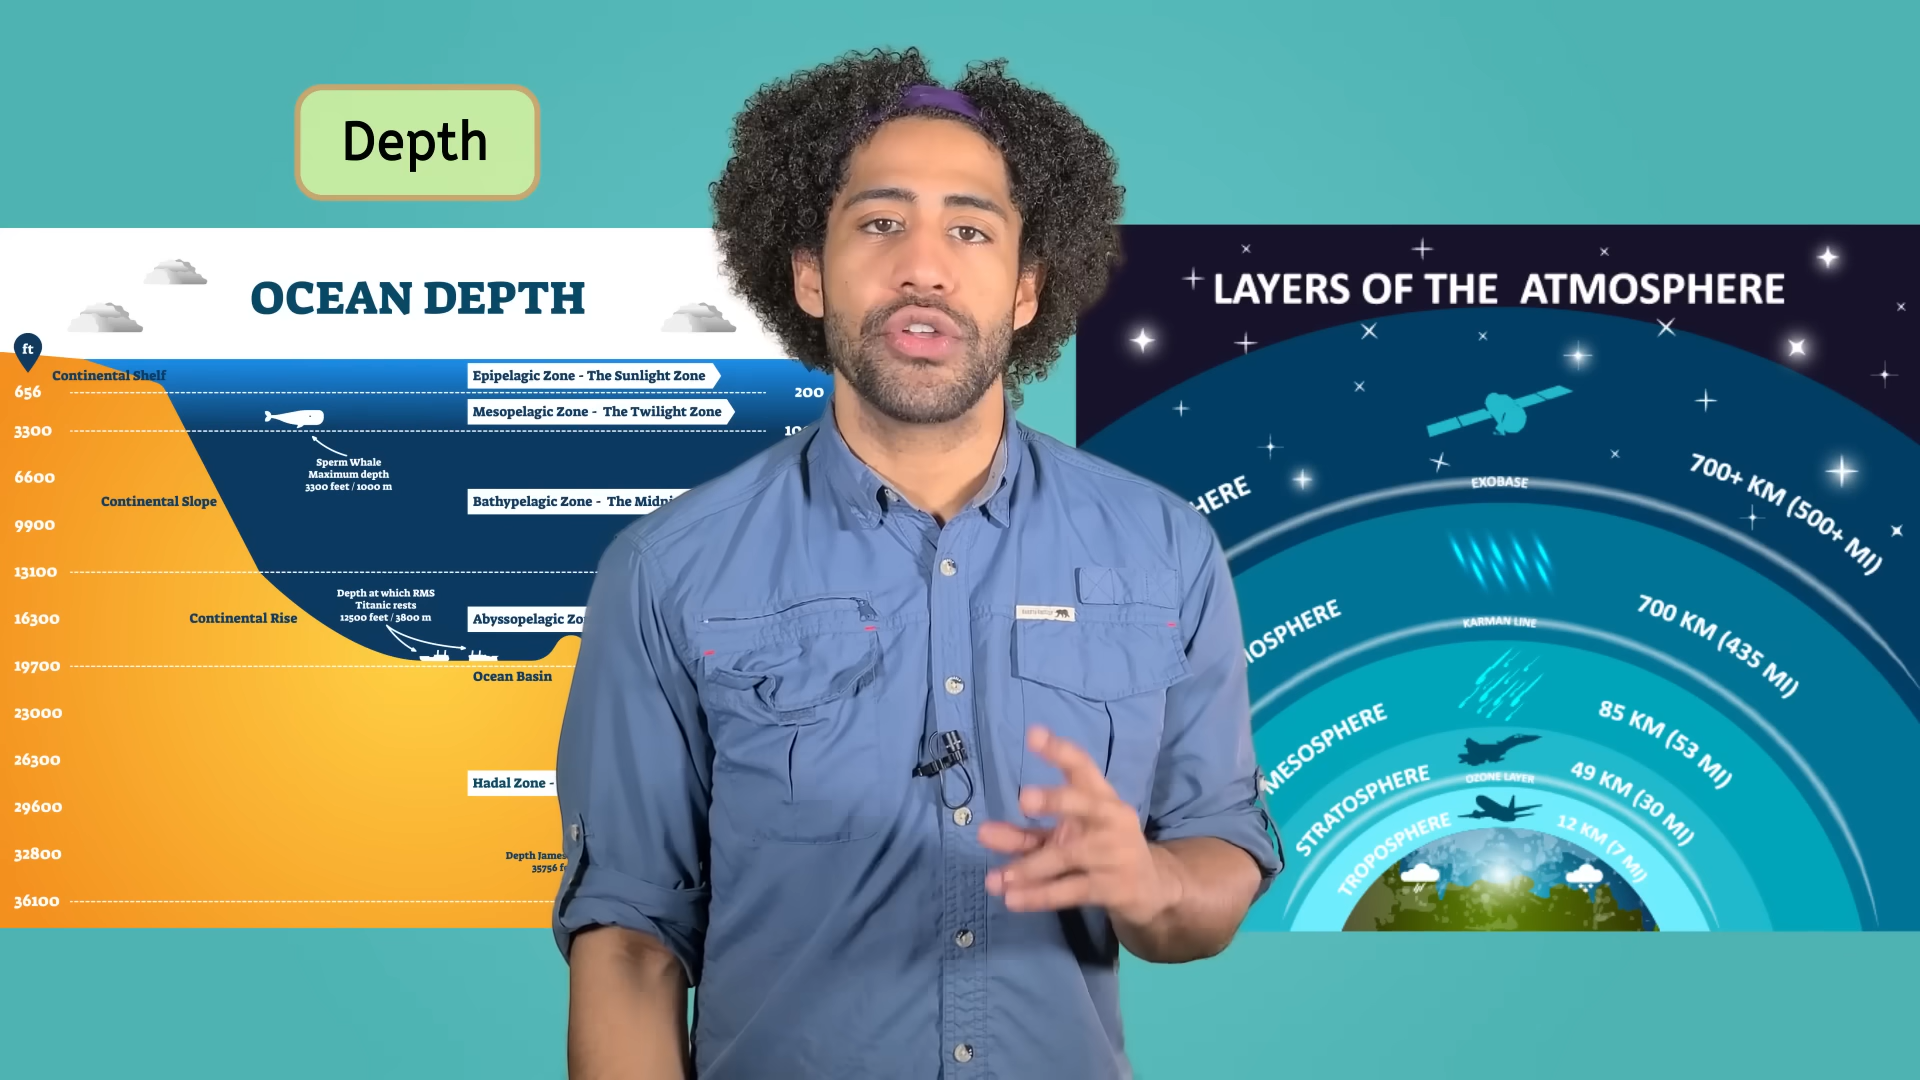 Depth
OCEAN DEPTH
ft
Continental Shelf
656
3300
6600
9900
13100
16300
19700
23000
26300
29600
32800
36100
Epipelagic Zone - The Sunlight Zone
200
Mesopelagic Zone - The Twilight Zone
Sperm Whale
Maximum depth
3300 feet / 1000 m
Continental Slope
Bathypelagic Zone - The
Depth at which RMS
Titanic rests
12500 feet / 3800 m
Continental Rise
Abyssopelagic
Ocean Basin
Hadal Zone -
Depth James
35756
LAYERS OF THE ATMOSPHERE
EXOBASE
700+ KM (500+ MI)
KARMAN LINE
700 KM (435 MI)
MESOSPHERE
85 KM (53 MI)
STRATOSPHERE
OZONE LAYER
49 KM (30 MI)
TROPOSPHERE
12 KM (7 MI)